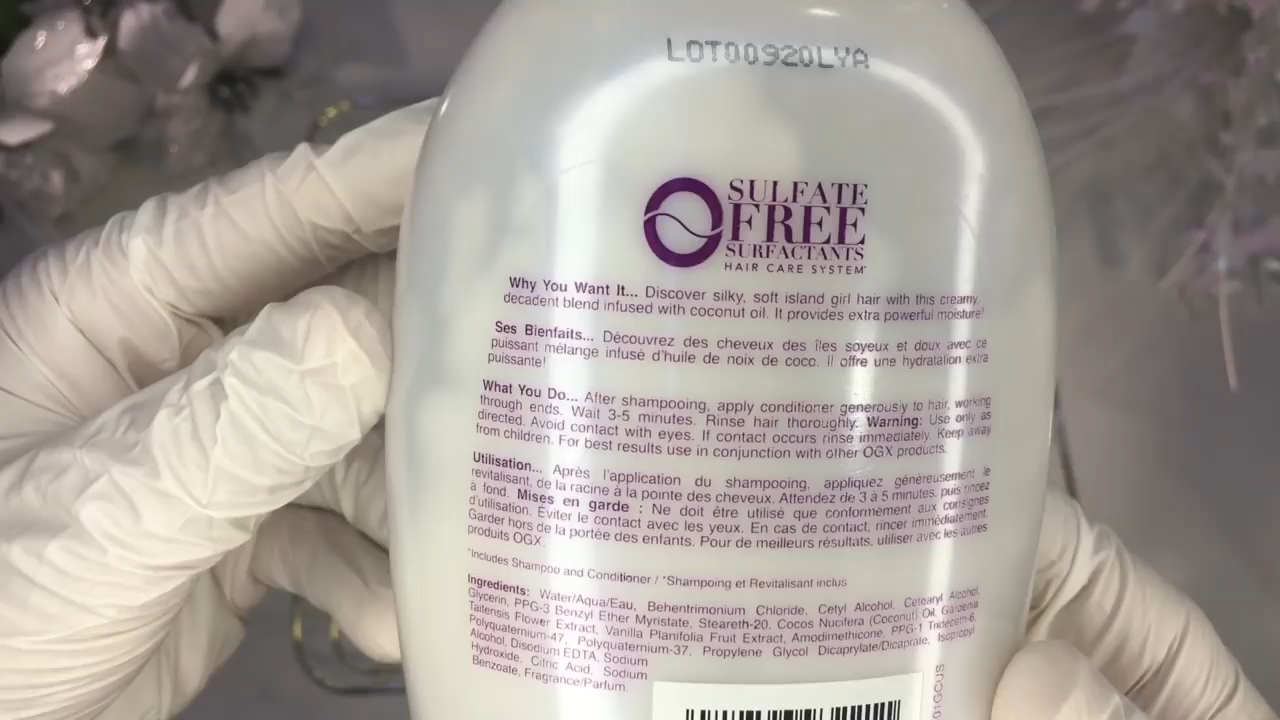 LOT00920LYA
SULFATE
FREE
SURFACTANTS
HAIR CARE SYSTEM*
Why You Want It... Discover silky, soft island girl hair with this creamy,
decadent blend infused with coconut oil. It provides extra powerful moisture!
Ses Bienfaits... Découvrez des cheveux des îles soyeux et doux avec ce
puissant mélange infusé d'huile de noix de coco. Il offre une hydratation extra
puissante!
What You Do... After shampooing, apply conditioner generously to hair, working
through ends. Wait 3-5 minutes. Rinse hair thoroughly. Warning: Use only as
directed. Avoid contact with eyes. If contact occurs rinse immediately. Keep away
from children. For best results use in conjunction with other OGX products.
Utilisation... Après l'application du shampooing, appliquez généreusement le
revitalisant, de la racine à la pointe des cheveux. Attendez de 3 à 5 minutes, puis rincez
à fond. Mises en garde : Ne doit être utilisé que conformément aux consignes
d'utilisation. Éviter le contact avec les yeux. En cas de contact, rincer immédiatement.
Garder hors de la portée des enfants. Pour de meilleurs résultats, utiliser avec les autres
produits OGX.
*Includes Shampoo and Conditioner / *Shampoing et Revitalisant inclus
Ingredients: Water/Aqua/Eau, Behentrimonium Chloride, Cetyl Alcohol, Cetearyl Alcohol,
Glycerin, PPG-3 Benzyl Ether Myristate, Steareth-20, Cocos Nucifera (Coconut) Oil, Gardenia
Taitensis Flower Extract, Vanilla Planifolia Fruit Extract, Amodimethicone, PPG-1 Trideceth-6,
Polyquaternium-47, Polyquaternium-37, Propylene Glycol Dicaprylate/Dicaprate, Isopropyl
Alcohol, Disodium EDTA, Sodium
Hydroxide, Citric Acid, Sodium
Benzoate, Fragrance/Parfum.